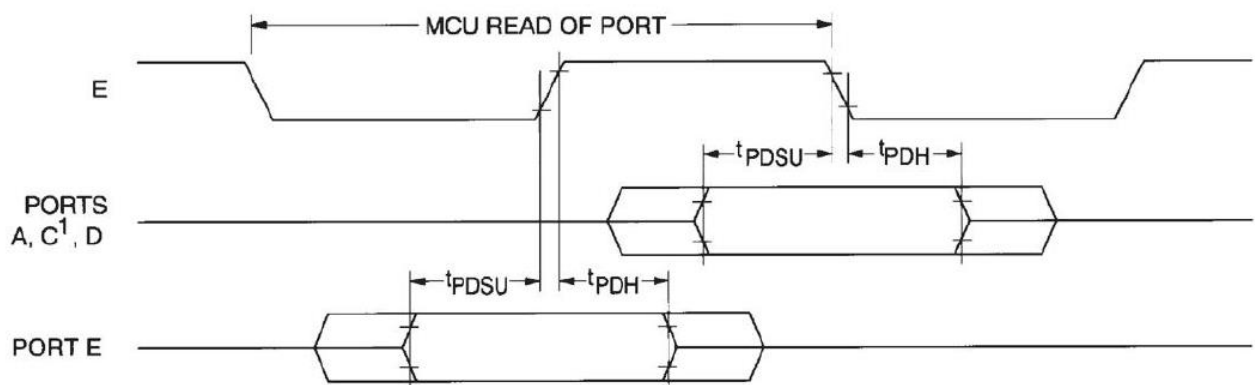 MCU READ OF PORT
E
tPDSU
tPDH
PORTS
A, C¹, D
tPDSU
tPDH
PORT E